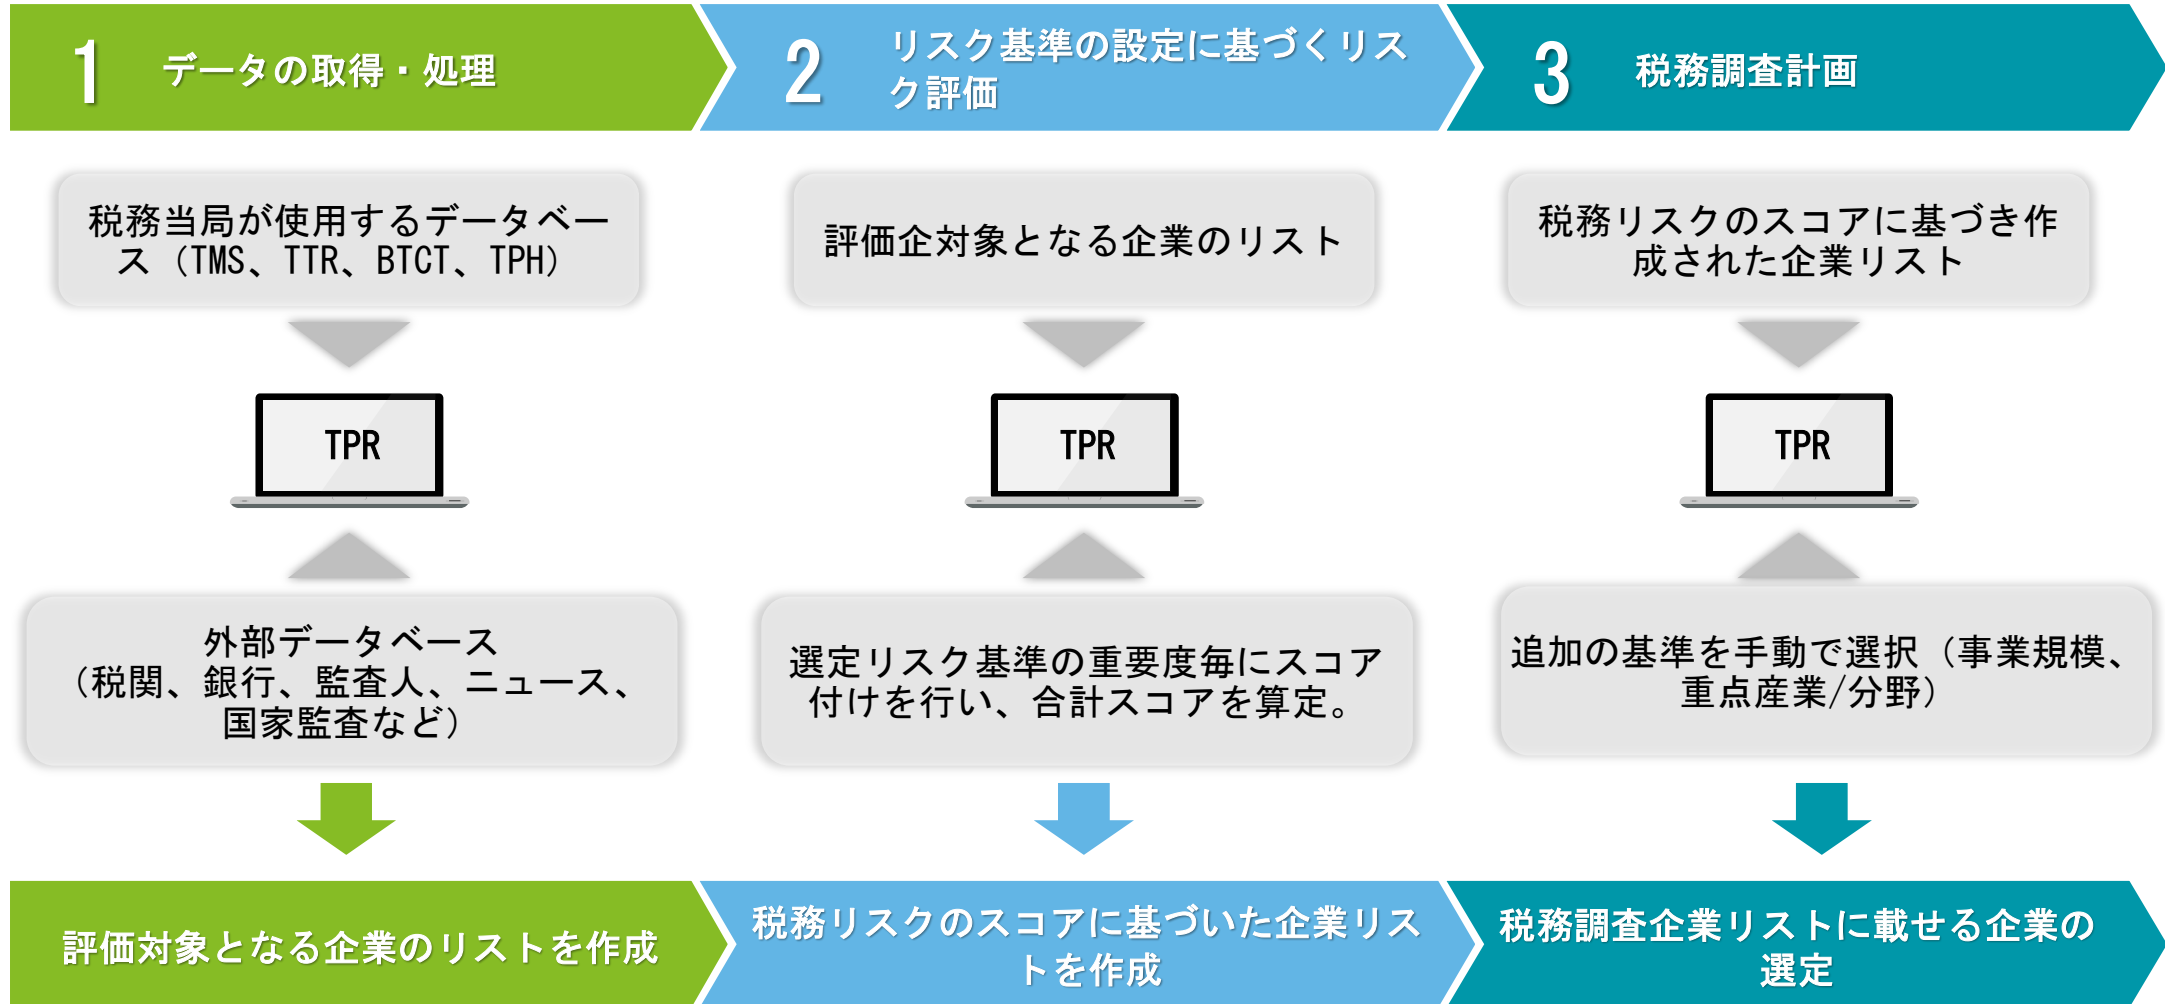 1
データの取得・処理
2
リスク基準の設定に基づくリス
ク評価
3
税務調査計画
税務当局が使用するデータベー
ス（TMS、TTR、BTCT、TPH）
TPR
外部データベース
（税関、銀行、監査人、ニュース、
国家監査など）
評価対象となる企業のリストを作成
評価企対象となる企業のリスト
TPR
選定リスク基準の重要度毎にスコア
付けを行い、合計スコアを算定。
税務リスクのスコアに基づいた企業リス
トを作成
税務リスクのスコアに基づき作
成された企業リスト
TPR
追加の基準を手動で選択（事業規模、
重点産業/分野）
税務調査企業リストに載せる企業の
選定